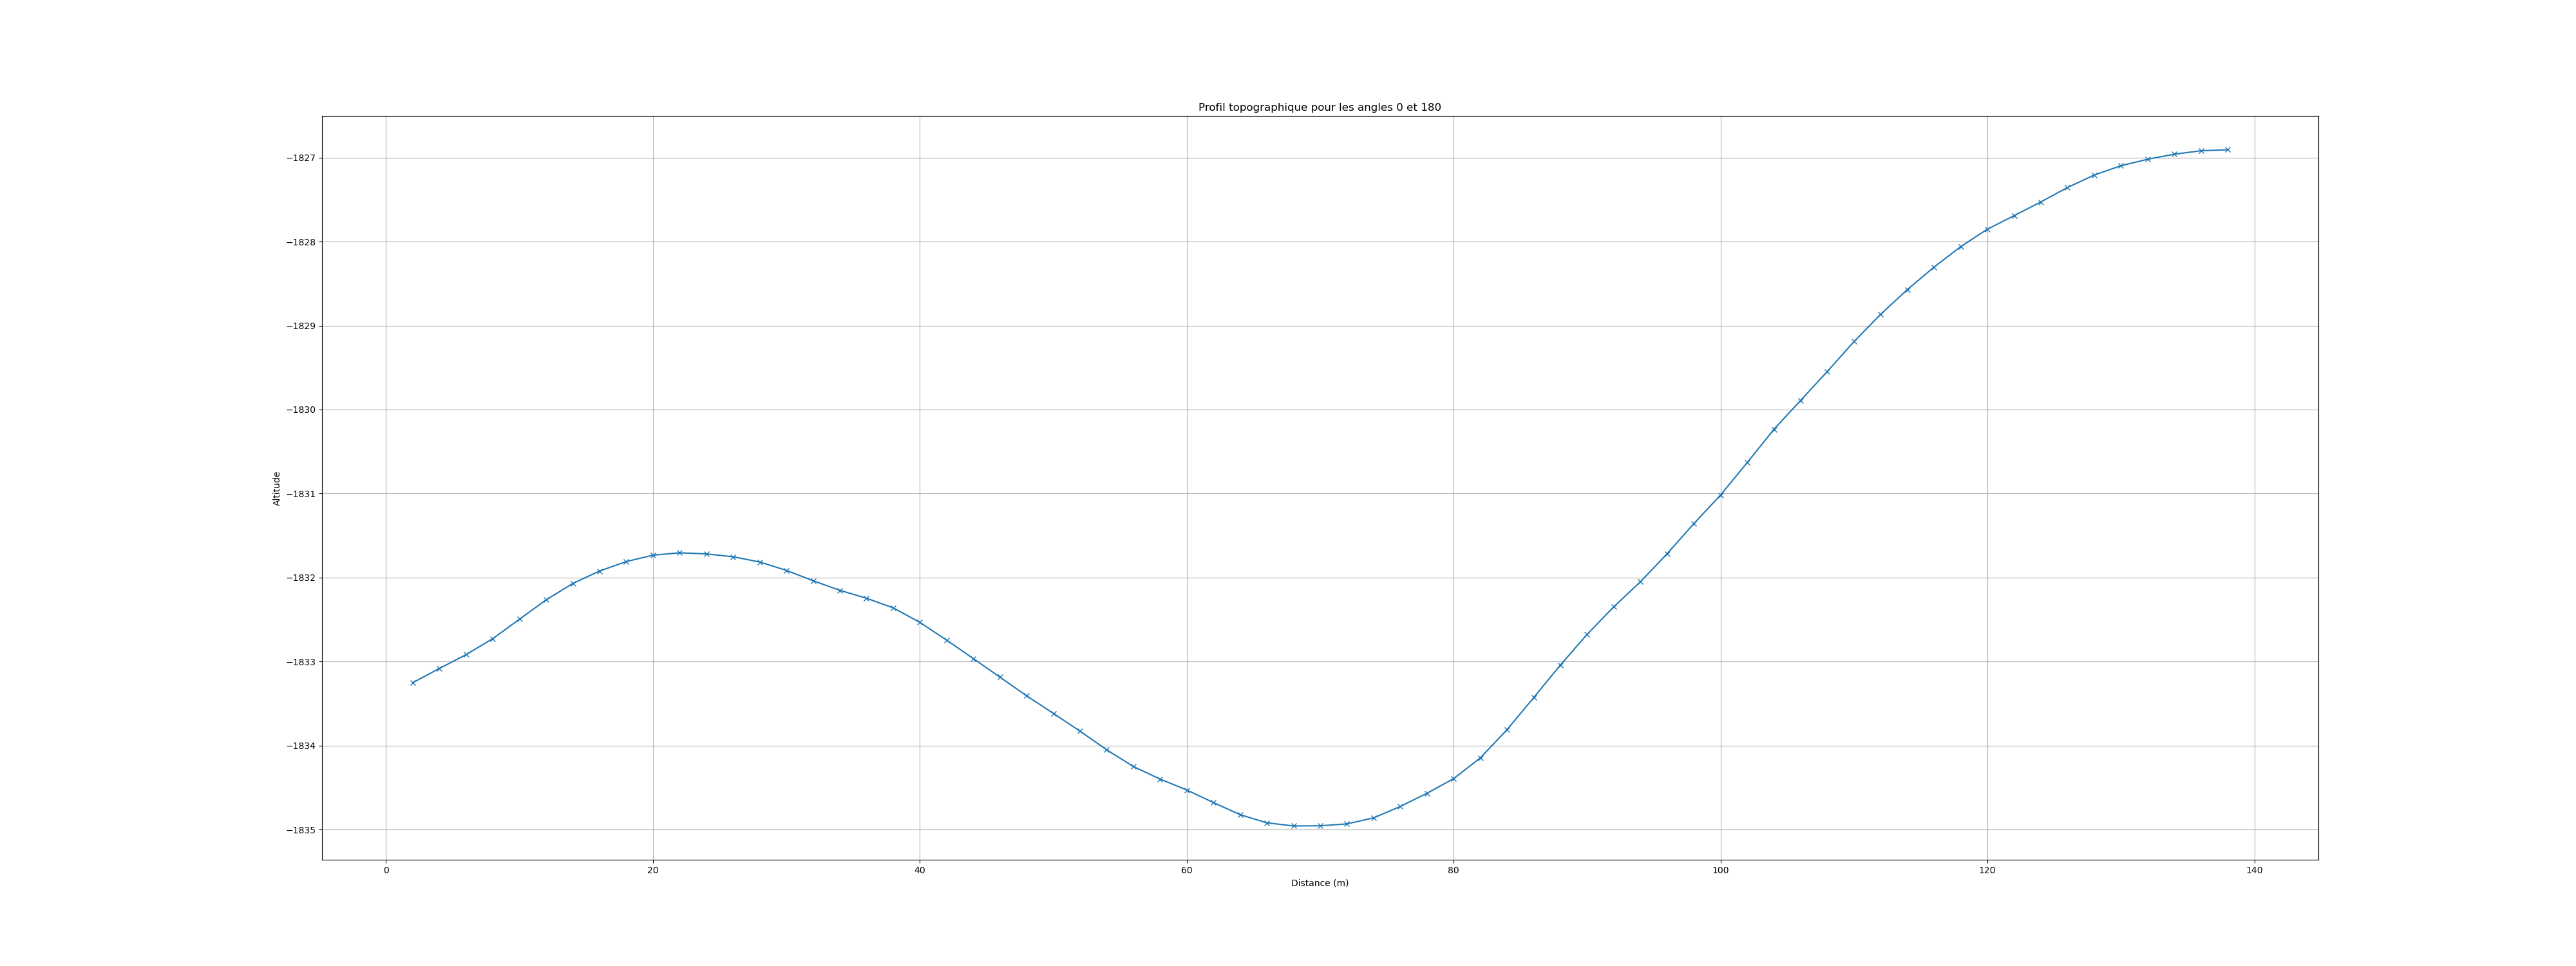 Profil topographique pour les angles 0 et 180
−1827
−1828
−1829
−1830
−1831
−1832
−1833
−1834
−1835
Altitude
0 20 40 60 80 100 120 140
Distance (m)